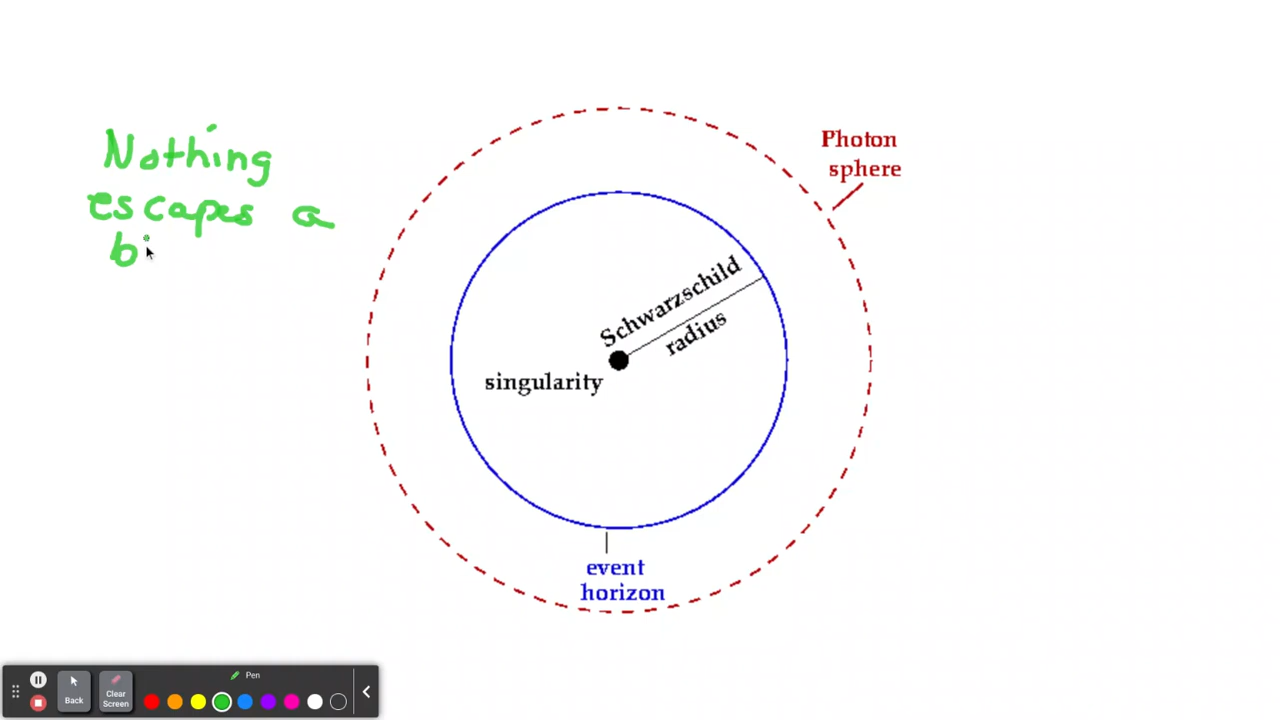 Nothing
escapes a
b
Photon
sphere
Schwarzschild
radius
singularity
event
horizon
Pen
Back
Clear
Screen